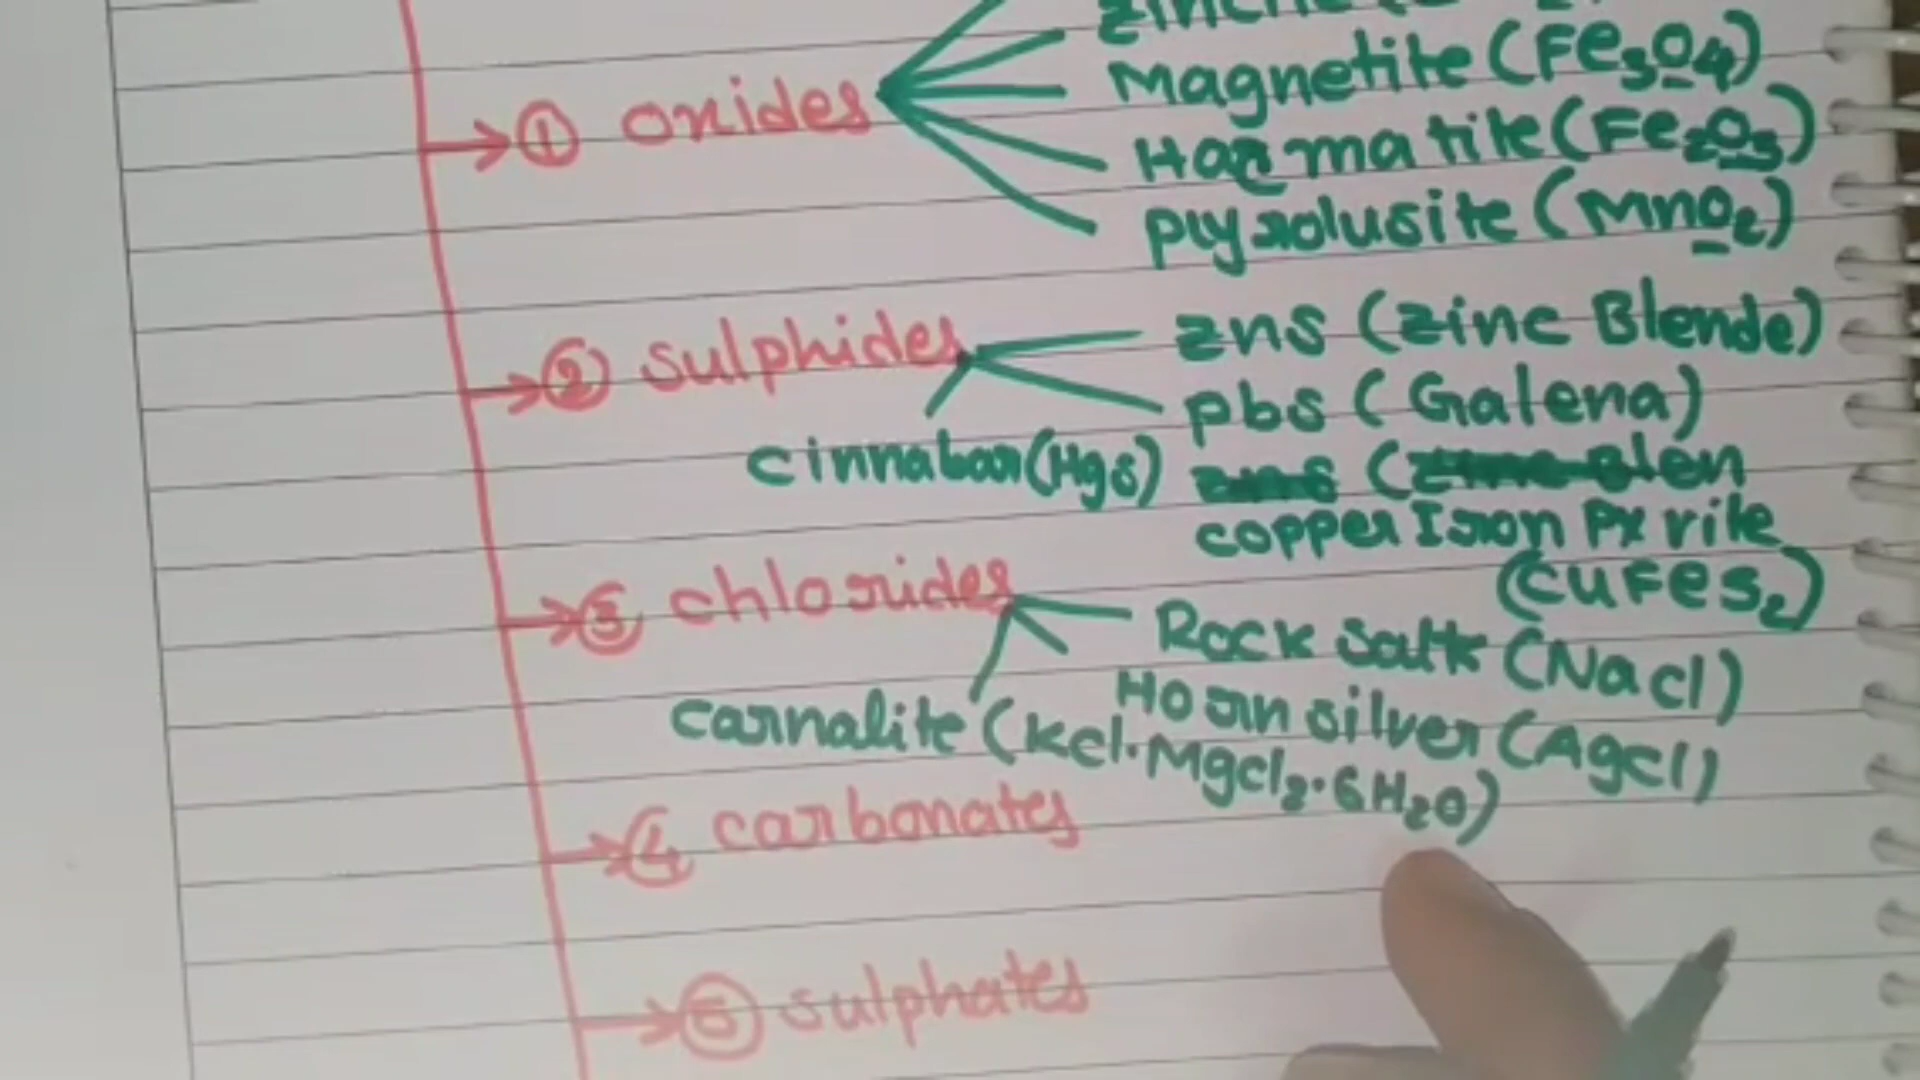 Magnetite (Fe3O4)
① oxides
Haematite (Fe2O3)
Pyrolusite (MnO2)
② sulphides
zns (zinc Blende)
pbs (Galena)
cinnabar (Hgs)
copper Iron Pyrite
(CuFeS2)
③ chlorides
Rock salt (NaCl)
Horn silver (AgCl)
carnalite (Kcl.Mgcl2.6H2O)
④ carbonates
⑤ sulphates